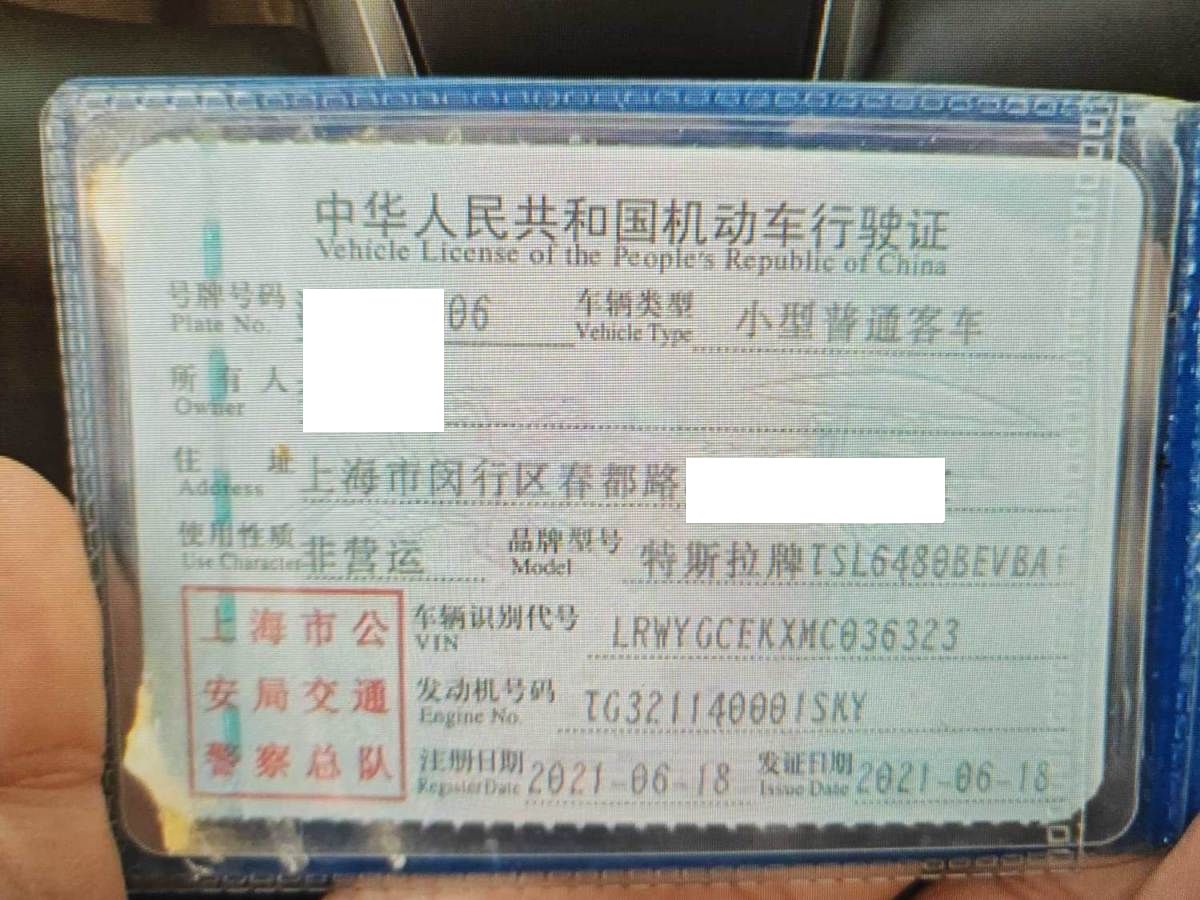 中华人民共和国机动车行驶证
Vehicle License of the People's Republic of China
号牌号码 06 车辆类型 小型普通客车
Plate No. Vehicle Type
所有人
Owner
住址 上海市闵行区春都路
Address
使用性质 非营运 品牌型号 特斯拉牌TSL6480BEVBA
Use Character Model
上海市公 车辆识别代号 LRWYGCEKXMC036323
VIN
安局交通 发动机号码 TG321140001SKY
Engine No.
警察总队 注册日期 2021-06-18 发证日期 2021-06-18
Register Date Issue Date